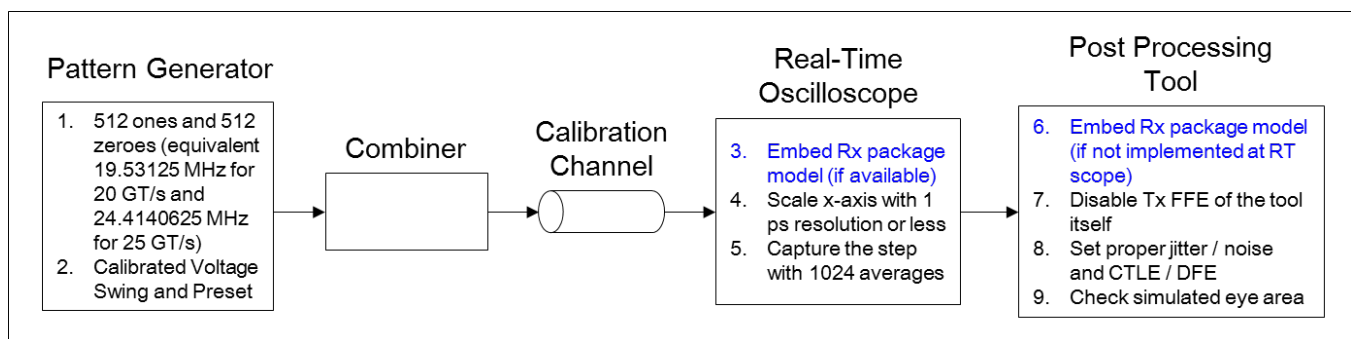 Pattern Generator
1. 512 ones and 512
zeroes (equivalent
19.53125 MHz for
20 GT/s and
24.4140625 MHz
for 25 GT/s)
2. Calibrated Voltage
Swing and Preset
Combiner
Calibration
Channel
Real-Time
Oscilloscope
3. Embed Rx package
model (if available)
4. Scale x-axis with 1
ps resolution or less
5. Capture the step
with 1024 averages
Post Processing
Tool
6. Embed Rx package model
(if not implemented at RT
scope)
7. Disable Tx FFE of the tool
itself
8. Set proper jitter / noise
and CTLE / DFE
9. Check simulated eye area